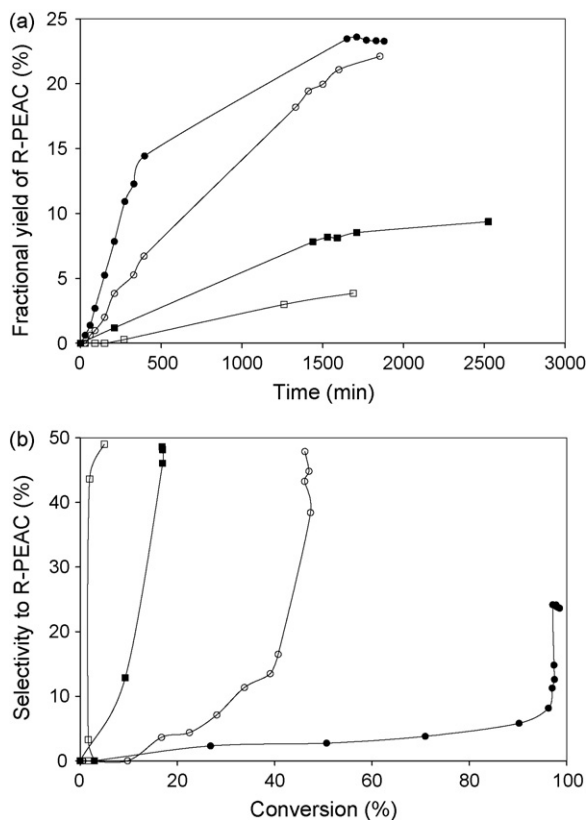 (a)
Fractional yield of R-PEAC (%)
25
20
15
10
5
0
0 500 1000 1500 2000 2500 3000
Time (min)
(b)
Selectivity to R-PEAC (%)
50
40
30
20
10
0
0 20 40 60 80 100
Conversion (%)